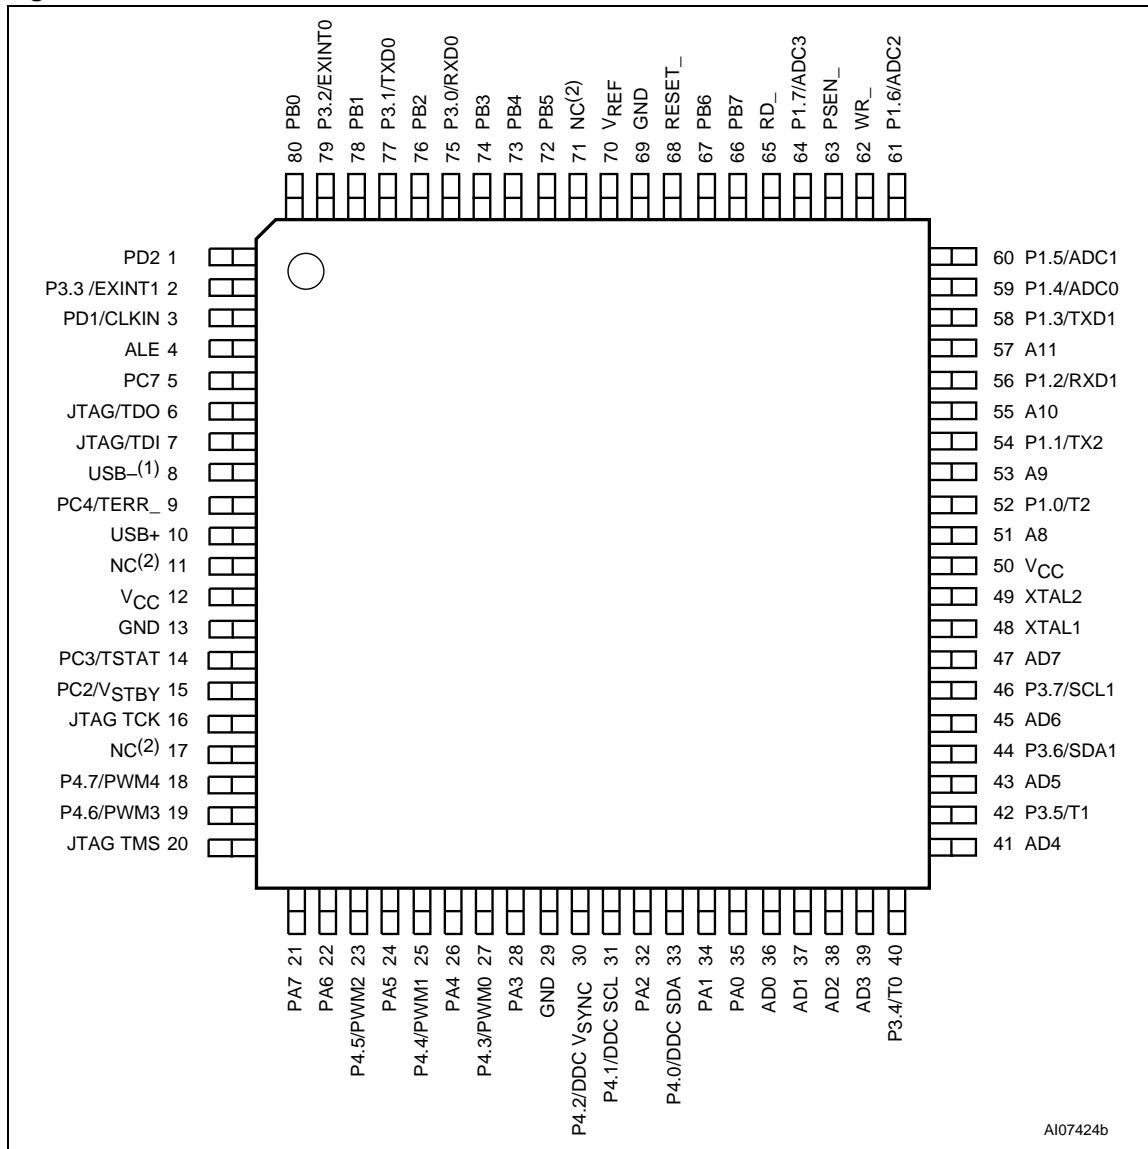 80 PB0
79 P3.2/EXINT0
78 PB1
77 P3.1/TXD0
76 PB2
75 P3.0/RXD0
74 PB3
73 PB4
72 PB5
71 NC(2)
70 VREF
69 GND
68 RESET_
67 PB6
66 PB7
65 RD_
64 P1.7/ADC3
63 PSEN_
62 WR_
61 P1.6/ADC2
PD2 1
P3.3 /EXINT1 2
PD1/CLKIN 3
ALE 4
PC7 5
JTAG/TDO 6
JTAG/TDI 7
USB–(1) 8
PC4/TERR_ 9
USB+ 10
NC(2) 11
VCC 12
GND 13
PC3/TSTAT 14
PC2/VSTBY 15
JTAG TCK 16
NC(2) 17
P4.7/PWM4 18
P4.6/PWM3 19
JTAG TMS 20
60 P1.5/ADC1
59 P1.4/ADC0
58 P1.3/TXD1
57 A11
56 P1.2/RXD1
55 A10
54 P1.1/TX2
53 A9
52 P1.0/T2
51 A8
50 VCC
49 XTAL2
48 XTAL1
47 AD7
46 P3.7/SCL1
45 AD6
44 P3.6/SDA1
43 AD5
42 P3.5/T1
41 AD4
PA7 21
PA6 22
P4.5/PWM2 23
PA5 24
P4.4/PWM1 25
PA4 26
P4.3/PWM0 27
PA3 28
GND 29
P4.2/DDC VSYNC 30
P4.1/DDC SCL 31
PA2 32
P4.0/DDC SDA 33
PA1 34
PA0 35
AD0 36
AD1 37
AD2 38
AD3 39
P3.4/T0 40
AI07424b